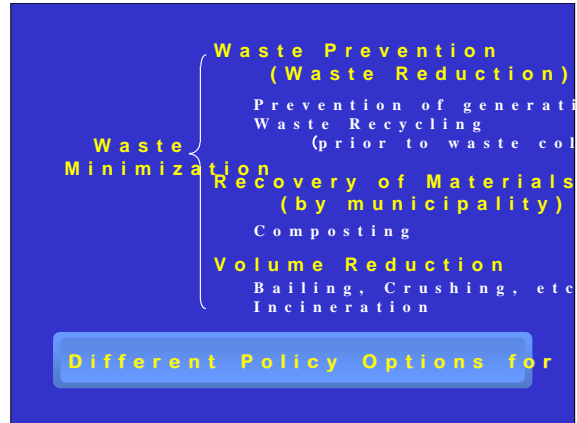 Waste Prevention
(Waste Reduction)
Prevention of generati
Waste Recycling
(prior to waste col
Waste
Minimization
Recovery of Materials
(by municipality)
Composting
Volume Reduction
Bailing, Crushing, etc
Incineration
Different Policy Options for